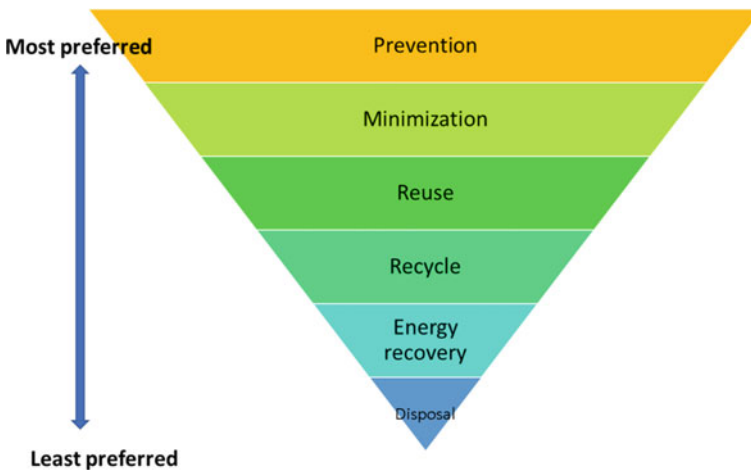 Most preferred
Prevention
Minimization
Reuse
Recycle
Energy
recovery
Disposal
Least preferred